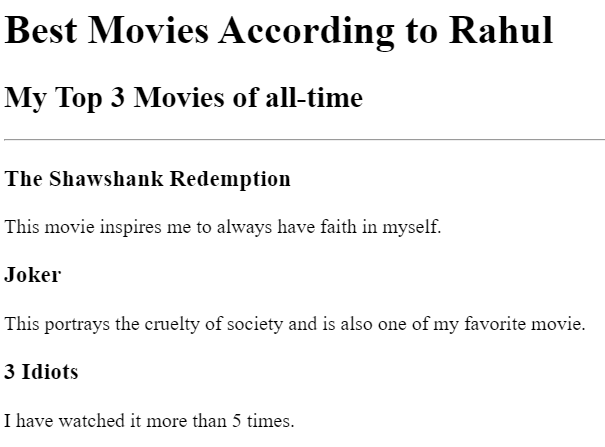 Best Movies According to Rahul
My Top 3 Movies of all-time
The Shawshank Redemption
This movie inspires me to always have faith in myself.
Joker
This portrays the cruelty of society and is also one of my favorite movie.
3 Idiots
I have watched it more than 5 times.